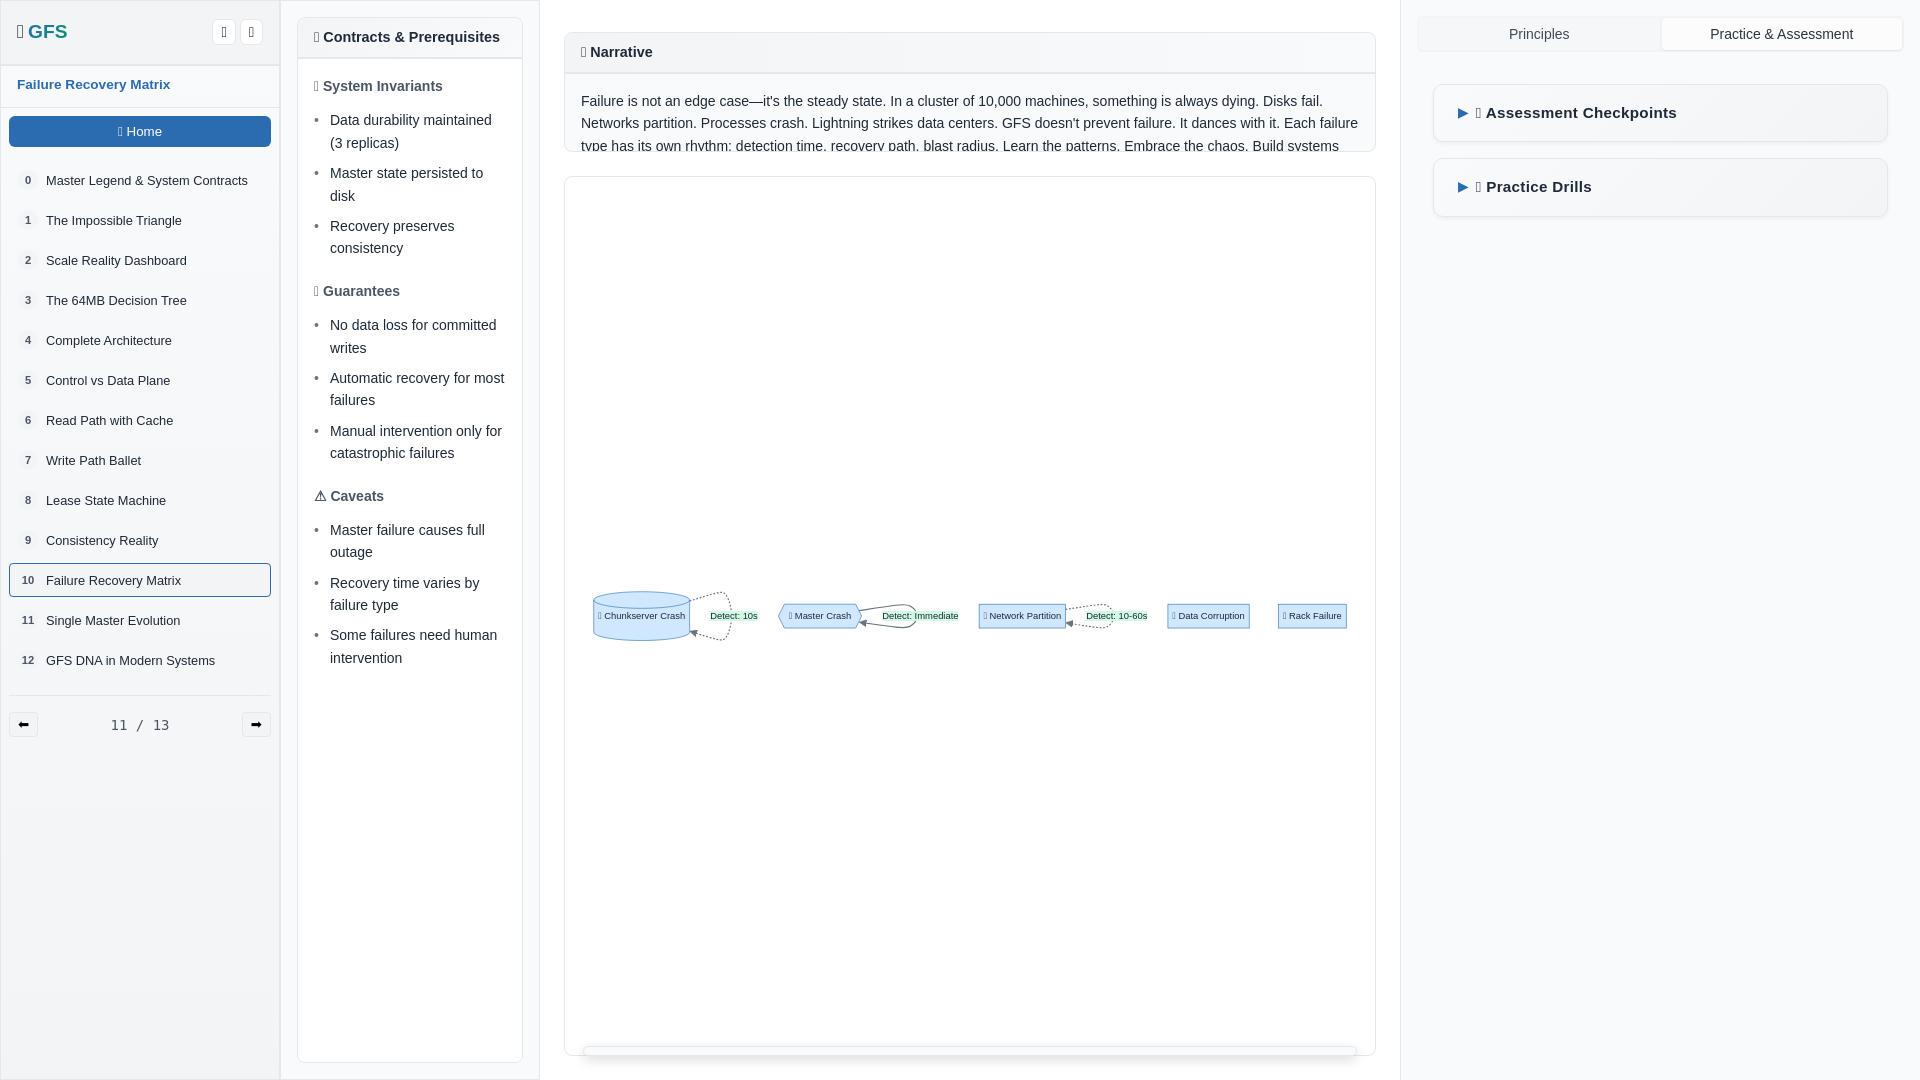 GFS
Failure Recovery Matrix
Home
0 Master Legend & System Contracts
1 The Impossible Triangle
2 Scale Reality Dashboard
3 The 64MB Decision Tree
4 Complete Architecture
5 Control vs Data Plane
6 Read Path with Cache
7 Write Path Ballet
8 Lease State Machine
9 Consistency Reality
10 Failure Recovery Matrix
11 Single Master Evolution
12 GFS DNA in Modern Systems
11 / 13
Contracts & Prerequisites
System Invariants
• Data durability maintained
(3 replicas)
• Master state persisted to
disk
• Recovery preserves
consistency
Guarantees
• No data loss for committed
writes
• Automatic recovery for most
failures
• Manual intervention only for
catastrophic failures
⚠ Caveats
• Master failure causes full
outage
• Recovery time varies by
failure type
• Some failures need human
intervention
Narrative
Failure is not an edge case—it's the steady state. In a cluster of 10,000 machines, something is always dying. Disks fail.
Networks partition. Processes crash. Lightning strikes data centers. GFS doesn't prevent failure. It dances with it. Each failure
type has its own rhythm: detection time, recovery path, blast radius. Learn the patterns. Embrace the chaos. Build systems
Chunkserver Crash
Detect: 10s
Master Crash
Detect: Immediate
Network Partition
Detect: 10-60s
Data Corruption
Rack Failure
Principles
Practice & Assessment
▶ Assessment Checkpoints
▶ Practice Drills